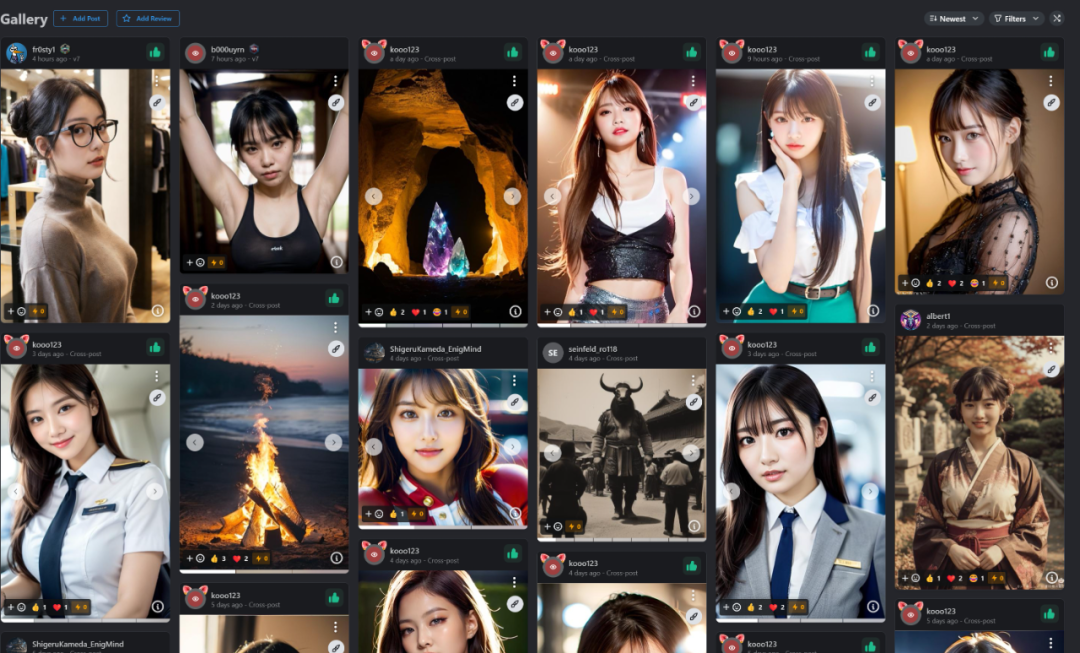 Gallery
+ Add Post
Add Review
Newest
Filters
fr0sty1
4 hours ago · v7
0
b000uyrn
7 hours ago · v7
0
kooo123
a day ago · Cross-post
2
1
1
0
kooo123
a day ago · Cross-post
1
1
0
kooo123
9 hours ago · Cross-post
2
1
0
kooo123
a day ago · Cross-post
2
2
1
0
kooo123
2 days ago · Cross-post
1
1
0
kooo123
2 days ago · Cross-post
3
2
0
ShigeruKameda_EnigMind
4 days ago · Cross-post
1
0
SE
seinfeld_ro118
4 days ago · Cross-post
0
kooo123
3 days ago · Cross-post
2
2
0
albert1
2 days ago · Cross-post
1
2
1
0
ShigeruKameda_EnigMind
kooo123
5 days ago · Cross-post
kooo123
4 days ago · Cross-post
kooo123
4 days ago · Cross-post
kooo123
kooo123
5 days ago · Cross-post